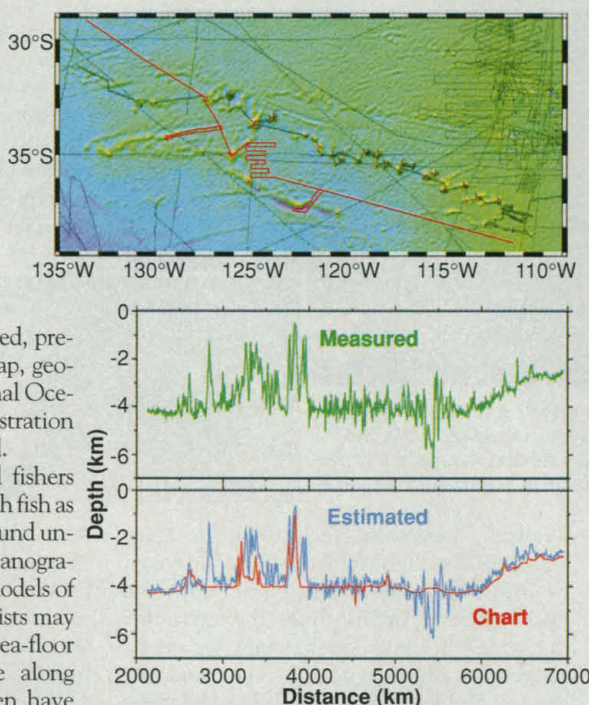 30°S
35°S
135°W 130°W 125°W 120°W 115°W 110°W
ed, pre-
ap, geo-
nal Oce-
stration
l.
l fishers
h fish as
ound un-
anogra-
odels of
ists may
ea-floor
e along
en have
0
-2
-4
-6
Measured
Depth (km)
0
-2
-4
-6
Estimated
Chart
2000 3000 4000 5000 6000 7000
Distance (km)